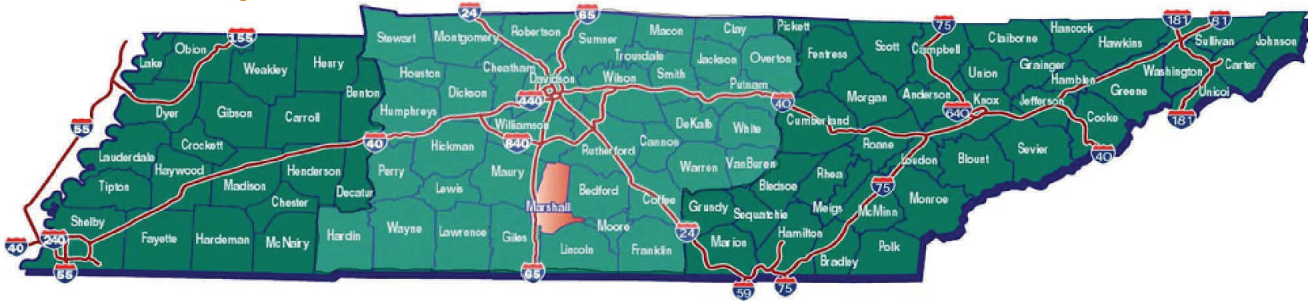 24
65
75
181
81
155
Stewart
Montgomery
Robertson
Sumner
Macon
Clay
Pickett
Fentress
Scott
Campbell
Claiborne
Hancock
Hawkins
Sullivan
Johnson
Lake
Obion
Weakley
Henry
Houston
Cheatham
Trousdale
Jackson
Overton
Union
Grainger
Hamblen
Washington
Carter
Benton
Dickson
Davidson
Wilson
Smith
Putnam
Morgan
Anderson
Knox
Jefferson
Greene
Unicoi
Dyer
Gibson
Carroll
Humphreys
440
40
640
Cocke
181
55
Crockett
40
Williamson
840
Rutherford
Cannon
DeKalb
White
Cumberland
Roane
Loudon
Blount
Sevier
40
Lauderdale
Haywood
Madison
Henderson
Decatur
Perry
Hickman
Lewis
Maury
Bedford
Coffee
Warren
VanBuren
Bledsoe
Rhea
75
Monroe
Tipton
Chester
Marshall
Moore
Grundy
Sequatchie
Meigs
McMinn
Shelby
Fayette
Hardeman
McNairy
Hardin
Wayne
Lawrence
Giles
Lincoln
Franklin
24
Marion
Hamilton
Bradley
Polk
40
240
55
65
59
75